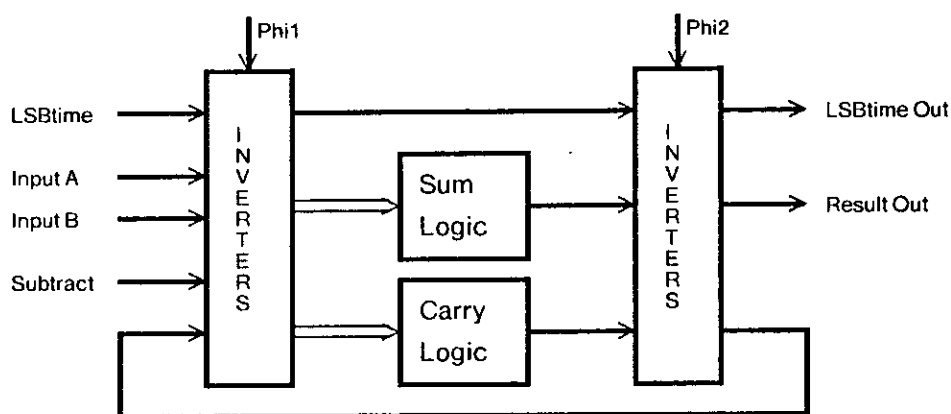 Phi1
Phi2
LSBtime
LSBtime Out
INVERTERS
INVERTERS
Input A
Sum
Logic
Input B
Result Out
Subtract
Carry
Logic